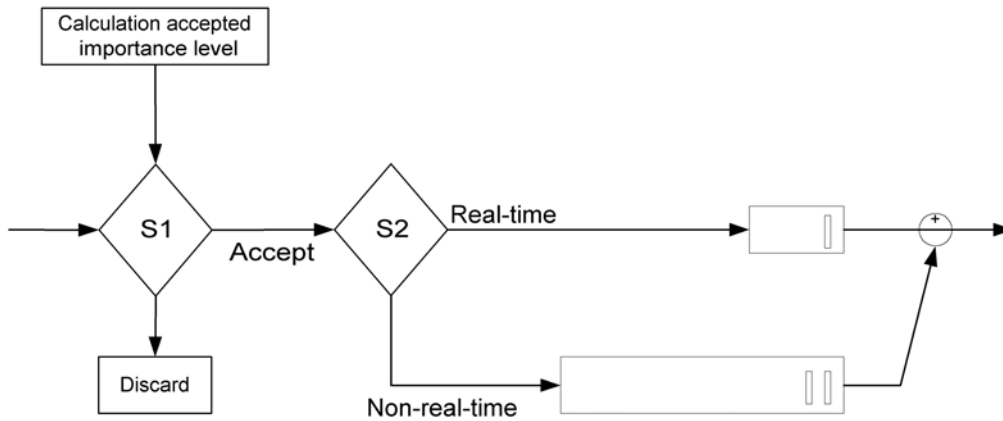 Calculation accepted
importance level
S1
Accept
S2
Real-time
+
Discard
Non-real-time